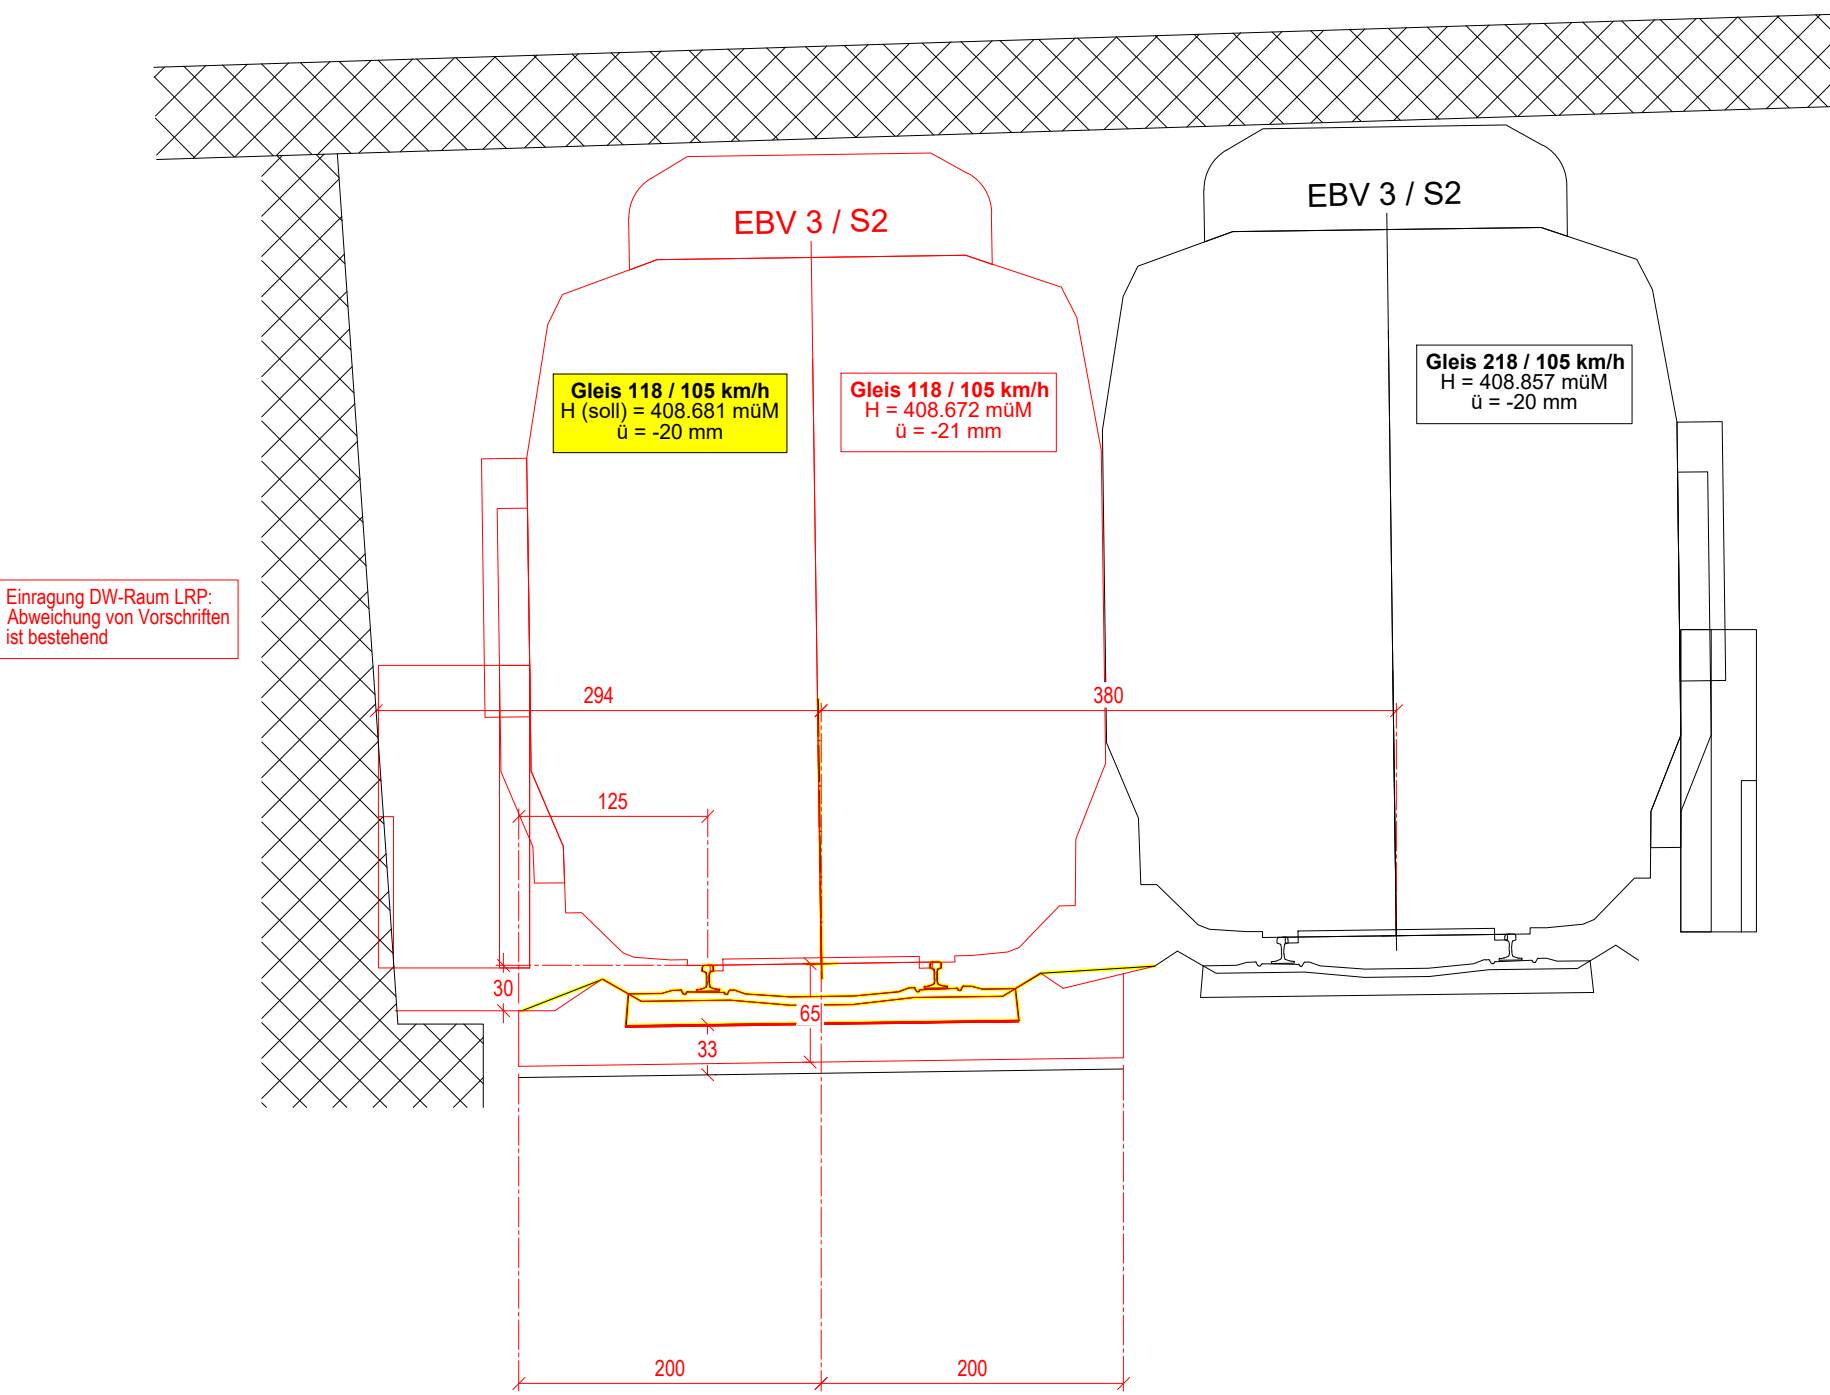 EBV 3 / S2
EBV 3 / S2
Gleis 118 / 105 km/h
H (soll) = 408.681 müM
ü = -20 mm
Gleis 118 / 105 km/h
H = 408.672 müM
ü = -21 mm
Gleis 218 / 105 km/h
H = 408.857 müM
ü = -20 mm
Einragung DW-Raum LRP:
Abweichung von Vorschriften
ist bestehend
294
380
125
30
65
33
200
200